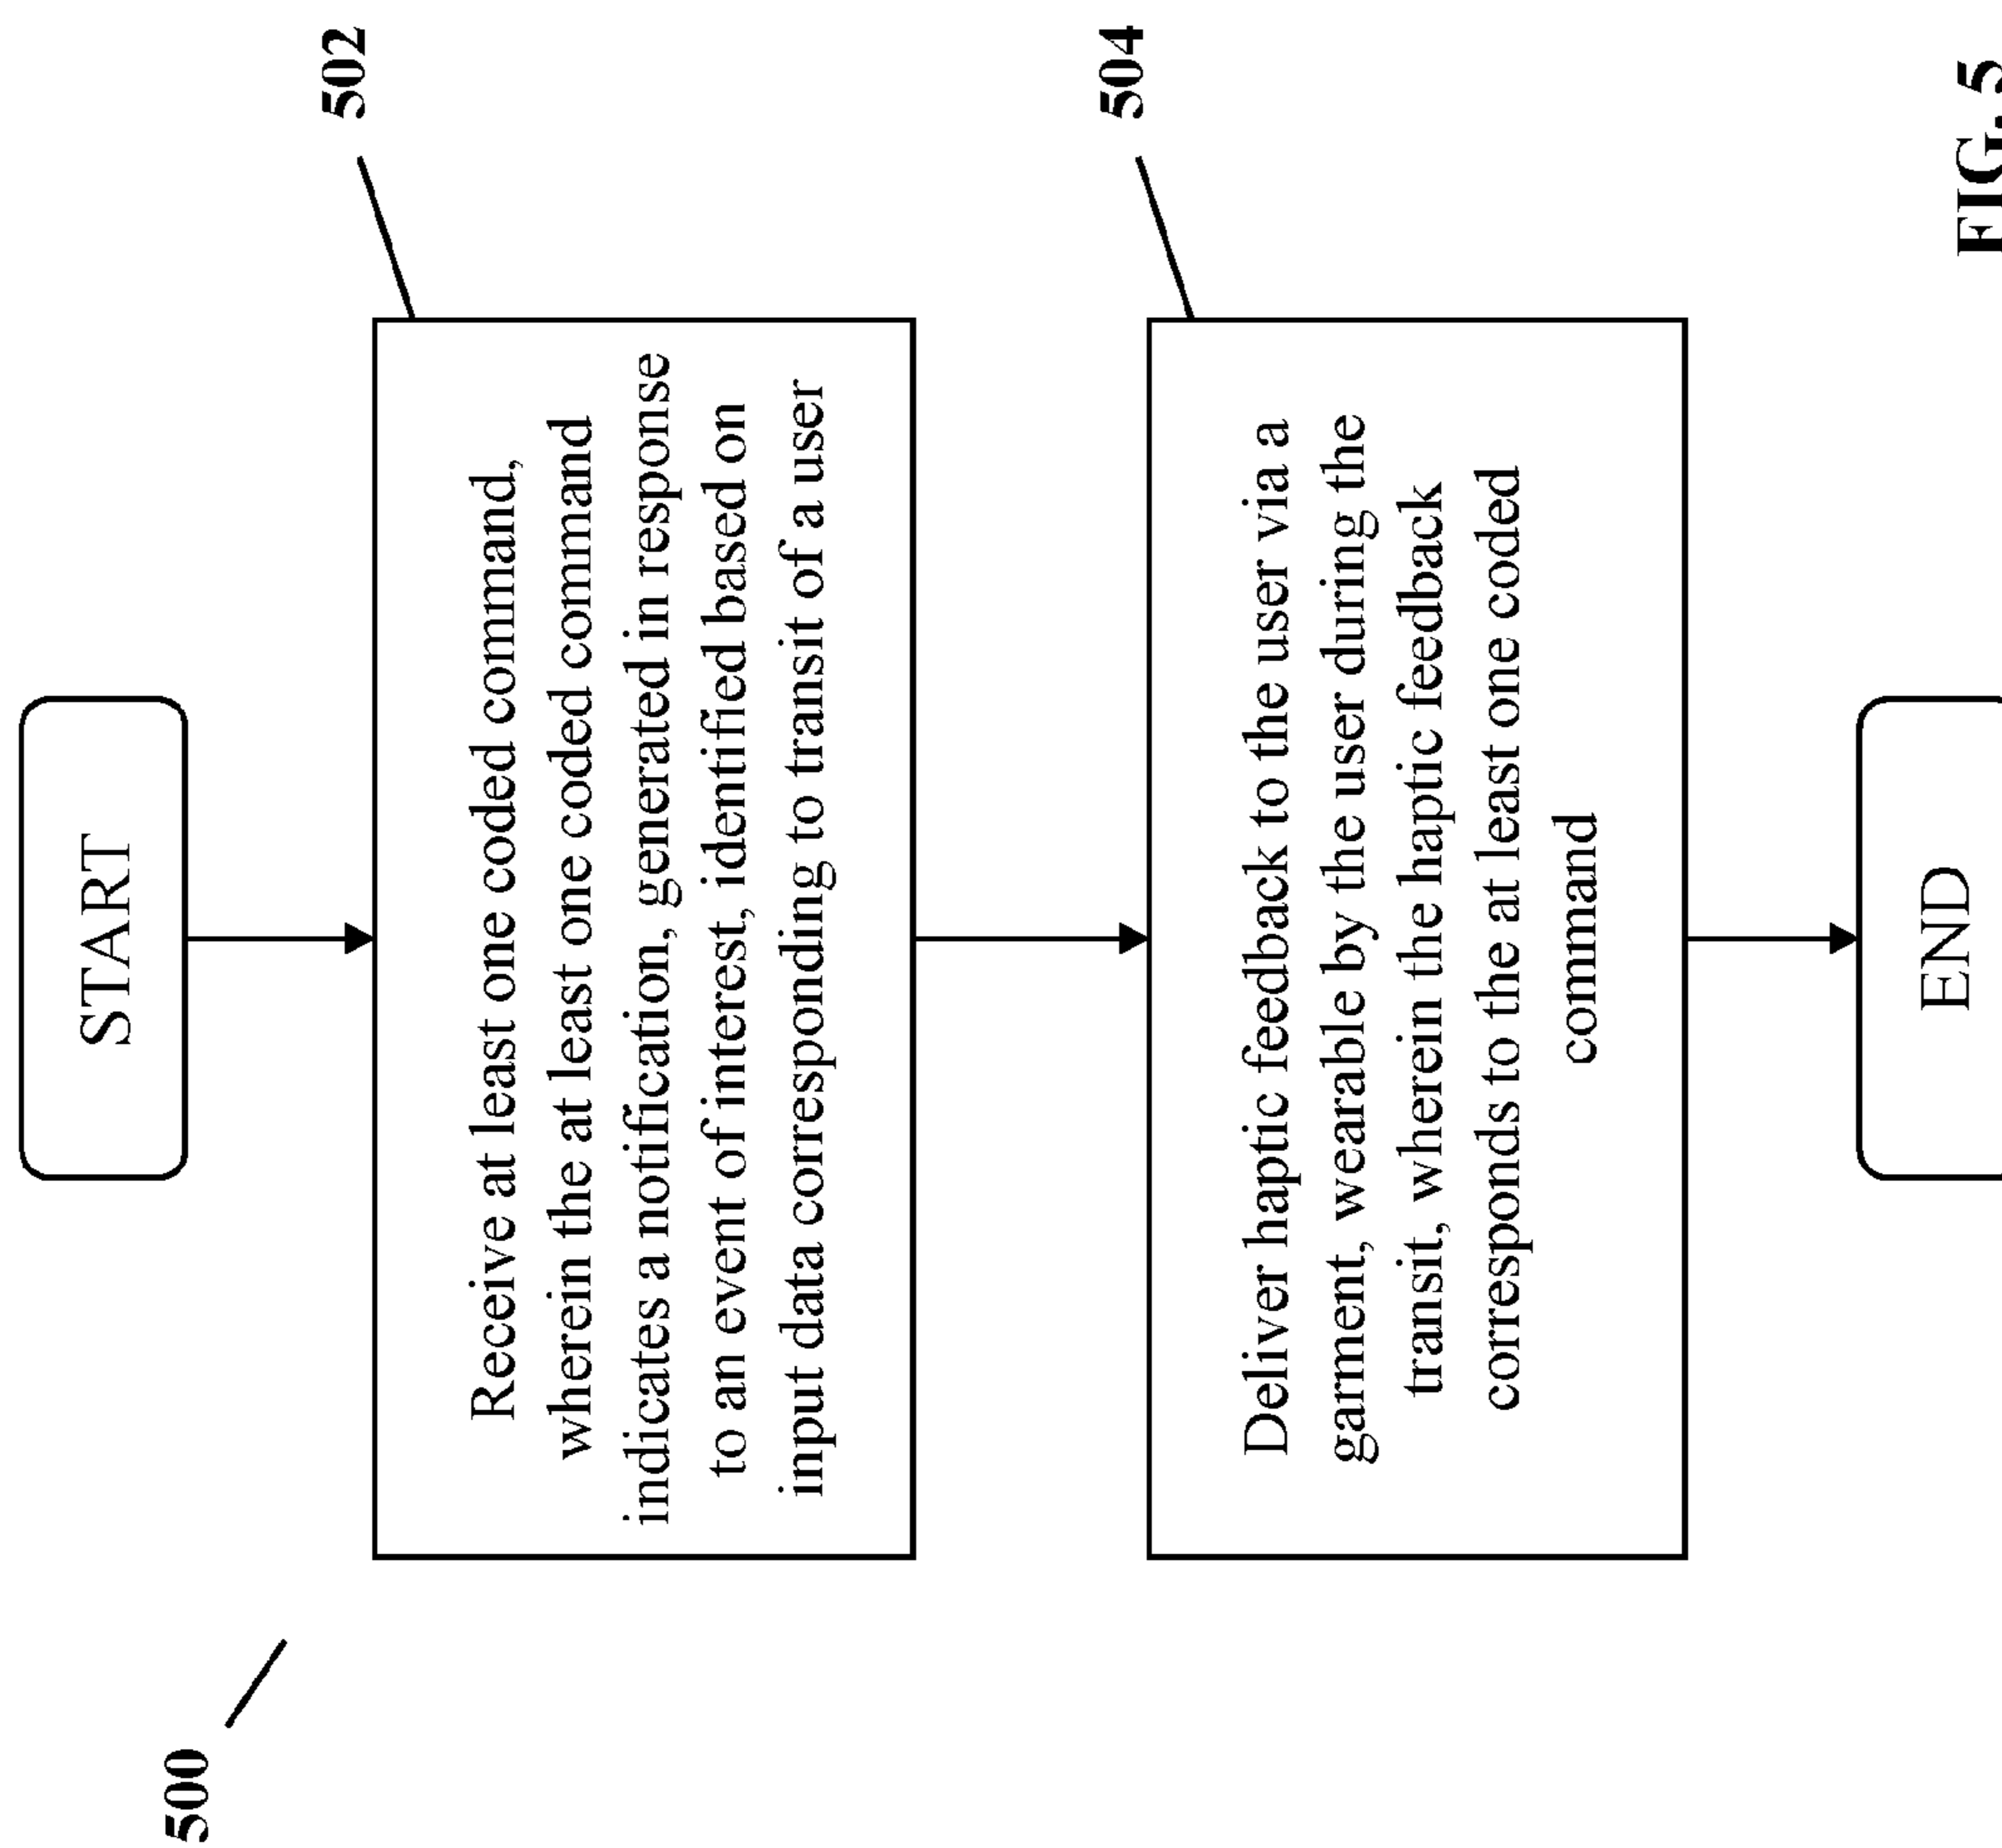 500
START
502
Receive at least one coded command,
wherein the at least one coded command
indicates a notification, generated in response
to an event of interest, identified based on
input data corresponding to transit of a user
504
Deliver haptic feedback to the user via a
garment, wearable by the user during the
transit, wherein the haptic feedback
corresponds to the at least one coded
command
END
FIG. 5